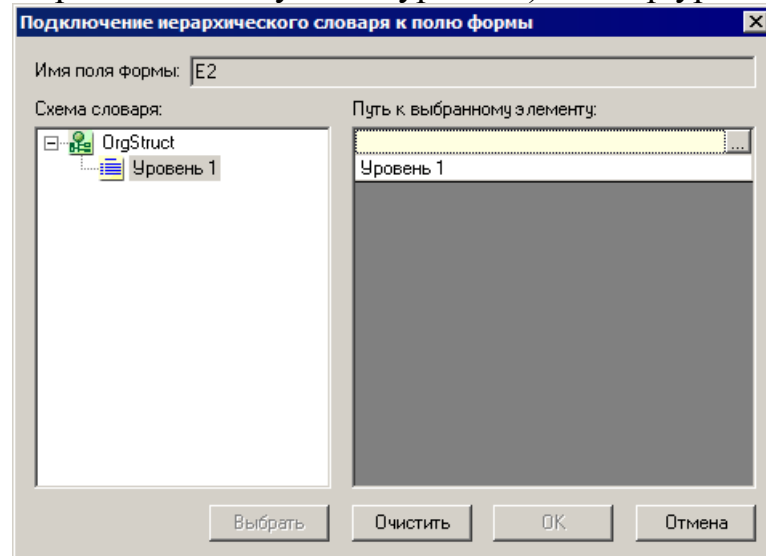 Подключение иерархического словаря к полю формы
Имя поля формы: E2
Схема словаря:
Путь к выбранному элементу:
OrgStruct
...
Уровень 1
Уровень 1
Выбрать
Очистить
OK
Отмена